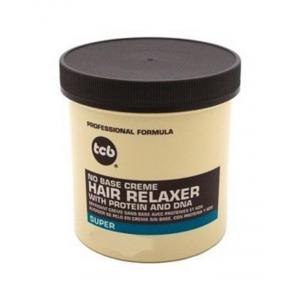 PROFESSIONAL FORMULA
tcb
NO BASE CREME
HAIR RELAXER
WITH PROTEIN AND DNA
SUPER